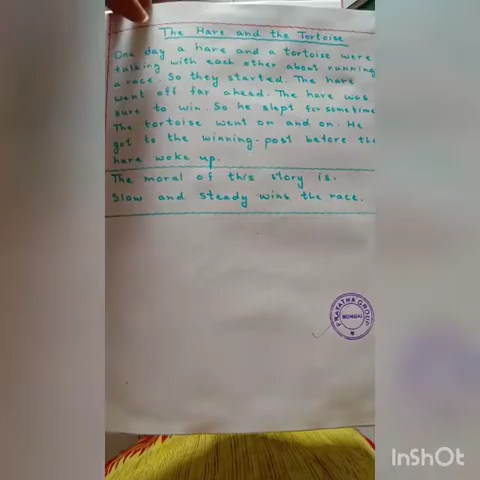 The Hare and the Tortoise
One day a hare and a tortoise were
talking with each other about running
a race. So they started. The hare
went off far ahead. The hare was
sure to win. So he slept for sometime
The tortoise went on and on. He
got to the winning-post before the
hare woke up.
The moral of this story is.
Slow and steady wins the race.
GROUP
MUMBAI
InShOt